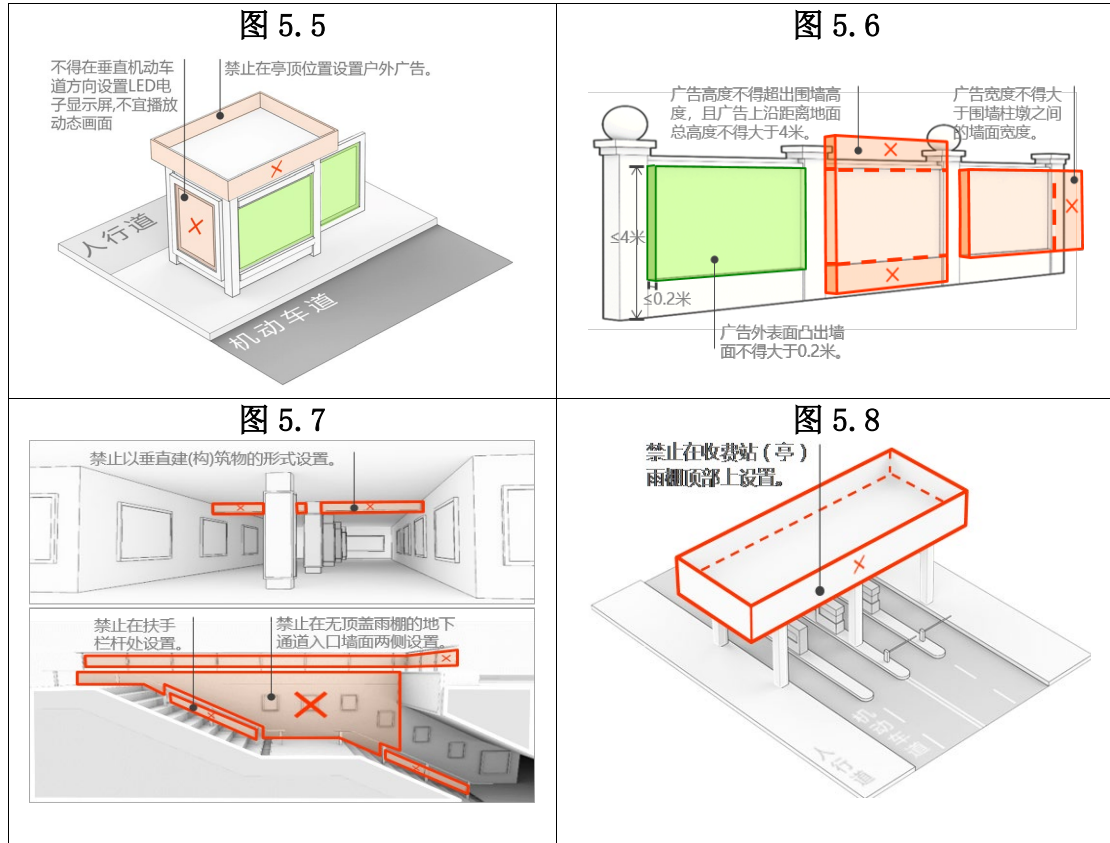 图 5.5
不得在垂直机动车
道方向设置LED电
子显示屏,不宜播放
动态画面
禁止在亭顶位置设置户外广告。
人行道
机动车道
图 5.6
广告高度不得超出围墙高
度，且广告上沿距离地面
总高度不得大于4米。
广告宽度不得大
于围墙柱墩之间
的墙面宽度。
≤4米
≤0.2米
广告外表面凸出墙
面不得大于0.2米。
图 5.7
禁止以垂直建(构)筑物的形式设置。
禁止在扶手
栏杆处设置。
禁止在无顶盖雨棚的地下
通道入口墙面两侧设置。
图 5.8
禁止在收费站(亭)
雨棚顶部上设置。
机动车道
人行道